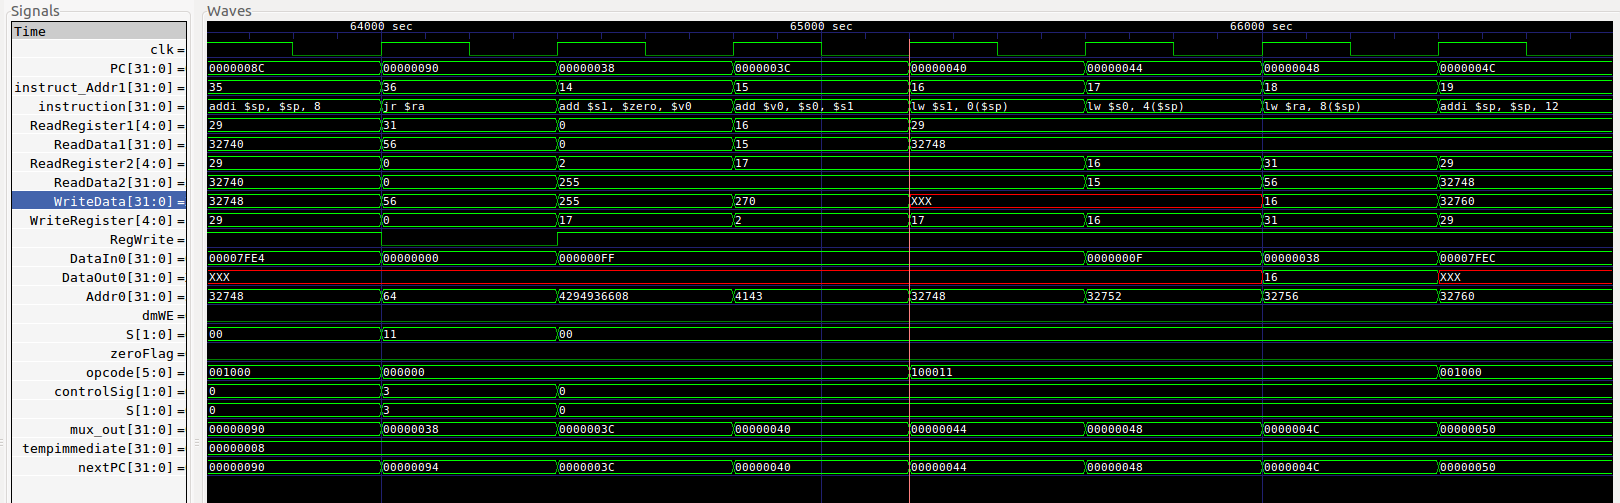 Signals
Waves
Time
64000 sec 65000 sec 66000 sec
clk =
PC[31:0] = 0000008C 00000090 00000038 0000003C 00000040 00000044 00000048 0000004C
instruct_Addr1[31:0] = 35 36 14 15 16 17 18 19
instruction[31:0] = addi $sp, $sp, 8 jr $ra add $s1, $zero, $v0 add $v0, $s0, $s1 lw $s1, 0($sp) lw $s0, 4($sp) lw $ra, 8($sp) addi $sp, $sp, 12
ReadRegister1[4:0] = 29 31 0 16 29
ReadData1[31:0] = 32740 56 0 15 32748
ReadRegister2[4:0] = 29 0 2 17 16 31 29
ReadData2[31:0] = 32740 0 255 15 56 32748
WriteData[31:0] = 32748 56 255 270 XXX 16 32760
WriteRegister[4:0] = 29 0 17 2 17 16 31 29
RegWrite =
DataIn0[31:0] = 00007FE4 00000000 000000FF 0000000F 00000038 00007FEC
DataOut0[31:0] = XXX 16 XXX
Addr0[31:0] = 32748 64 4294936608 4143 32748 32752 32756 32760
dmWE =
S[1:0] = 00 11 00
zeroFlag =
opcode[5:0] = 001000 000000 100011 001000
controlSig[1:0] = 0 3 0
S[1:0] = 0 3 0
mux_out[31:0] = 00000090 00000038 0000003C 00000040 00000044 00000048 0000004C 00000050
tempimmediate[31:0] = 00000008
nextPC[31:0] = 00000090 00000094 0000003C 00000040 00000044 00000048 0000004C 00000050